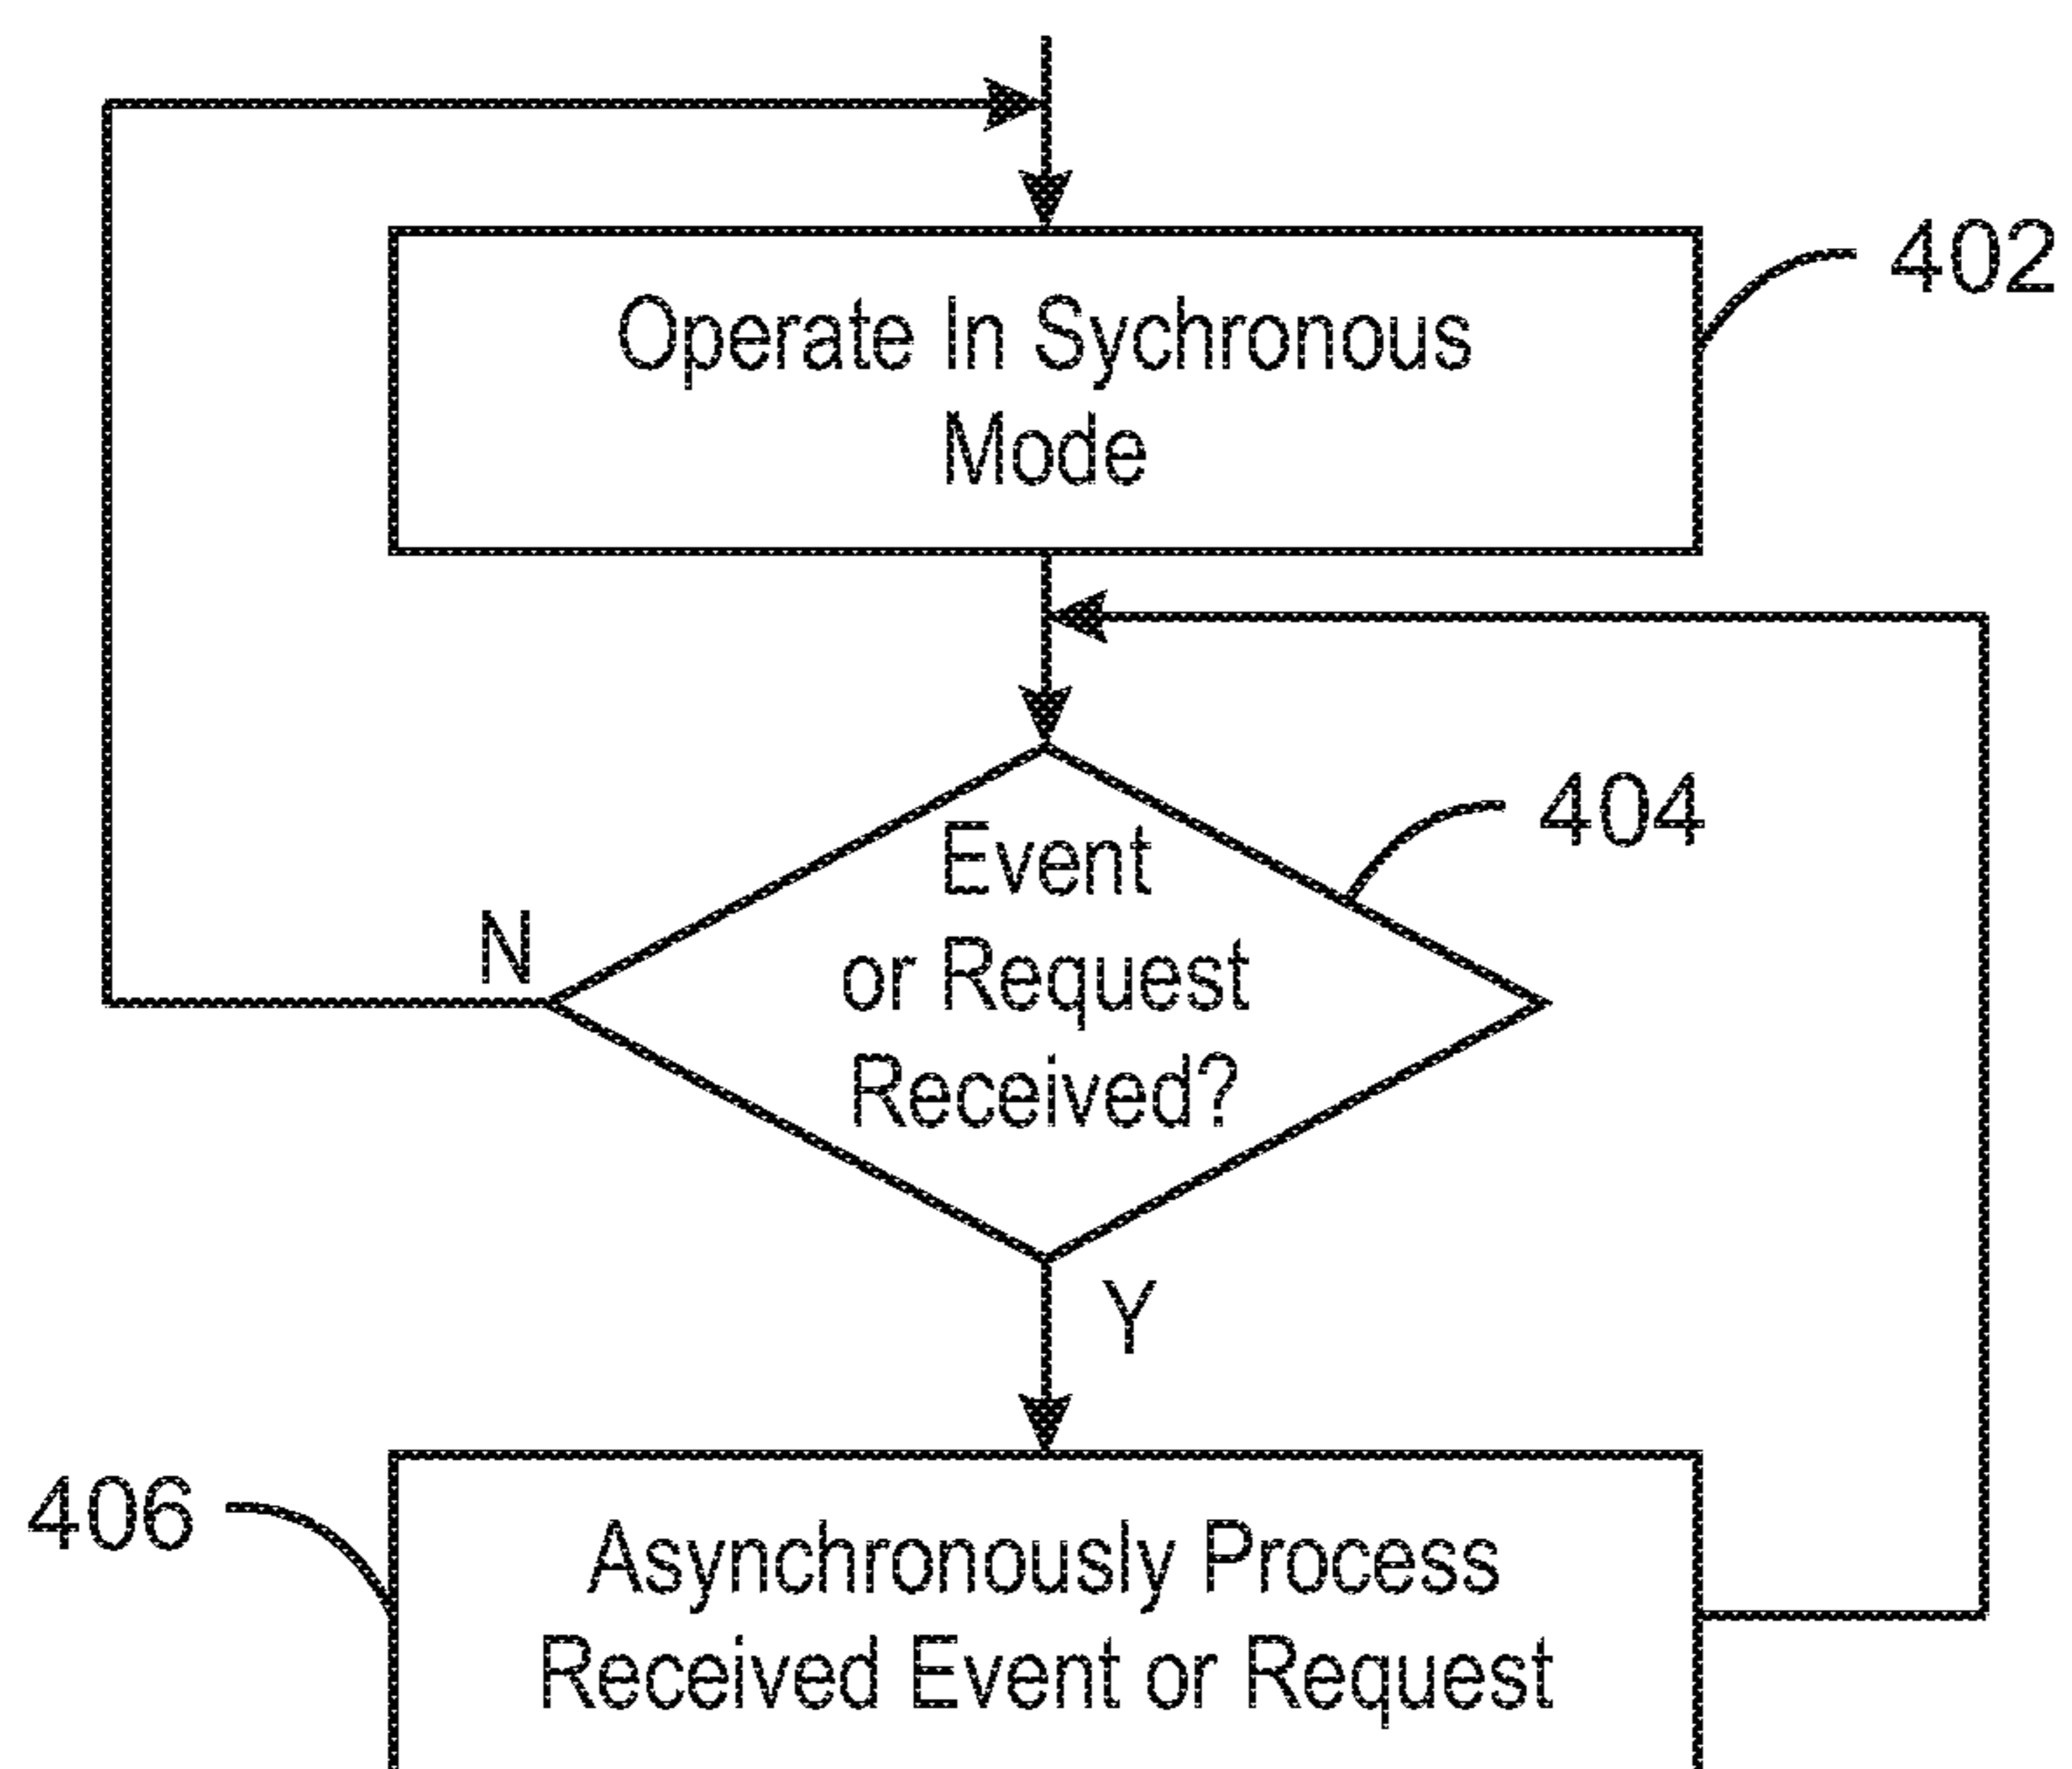 Operate In Sychronous
Mode
402
Event
or Request
Received?
404
N
Y
406
Asynchronously Process
Received Event or Request